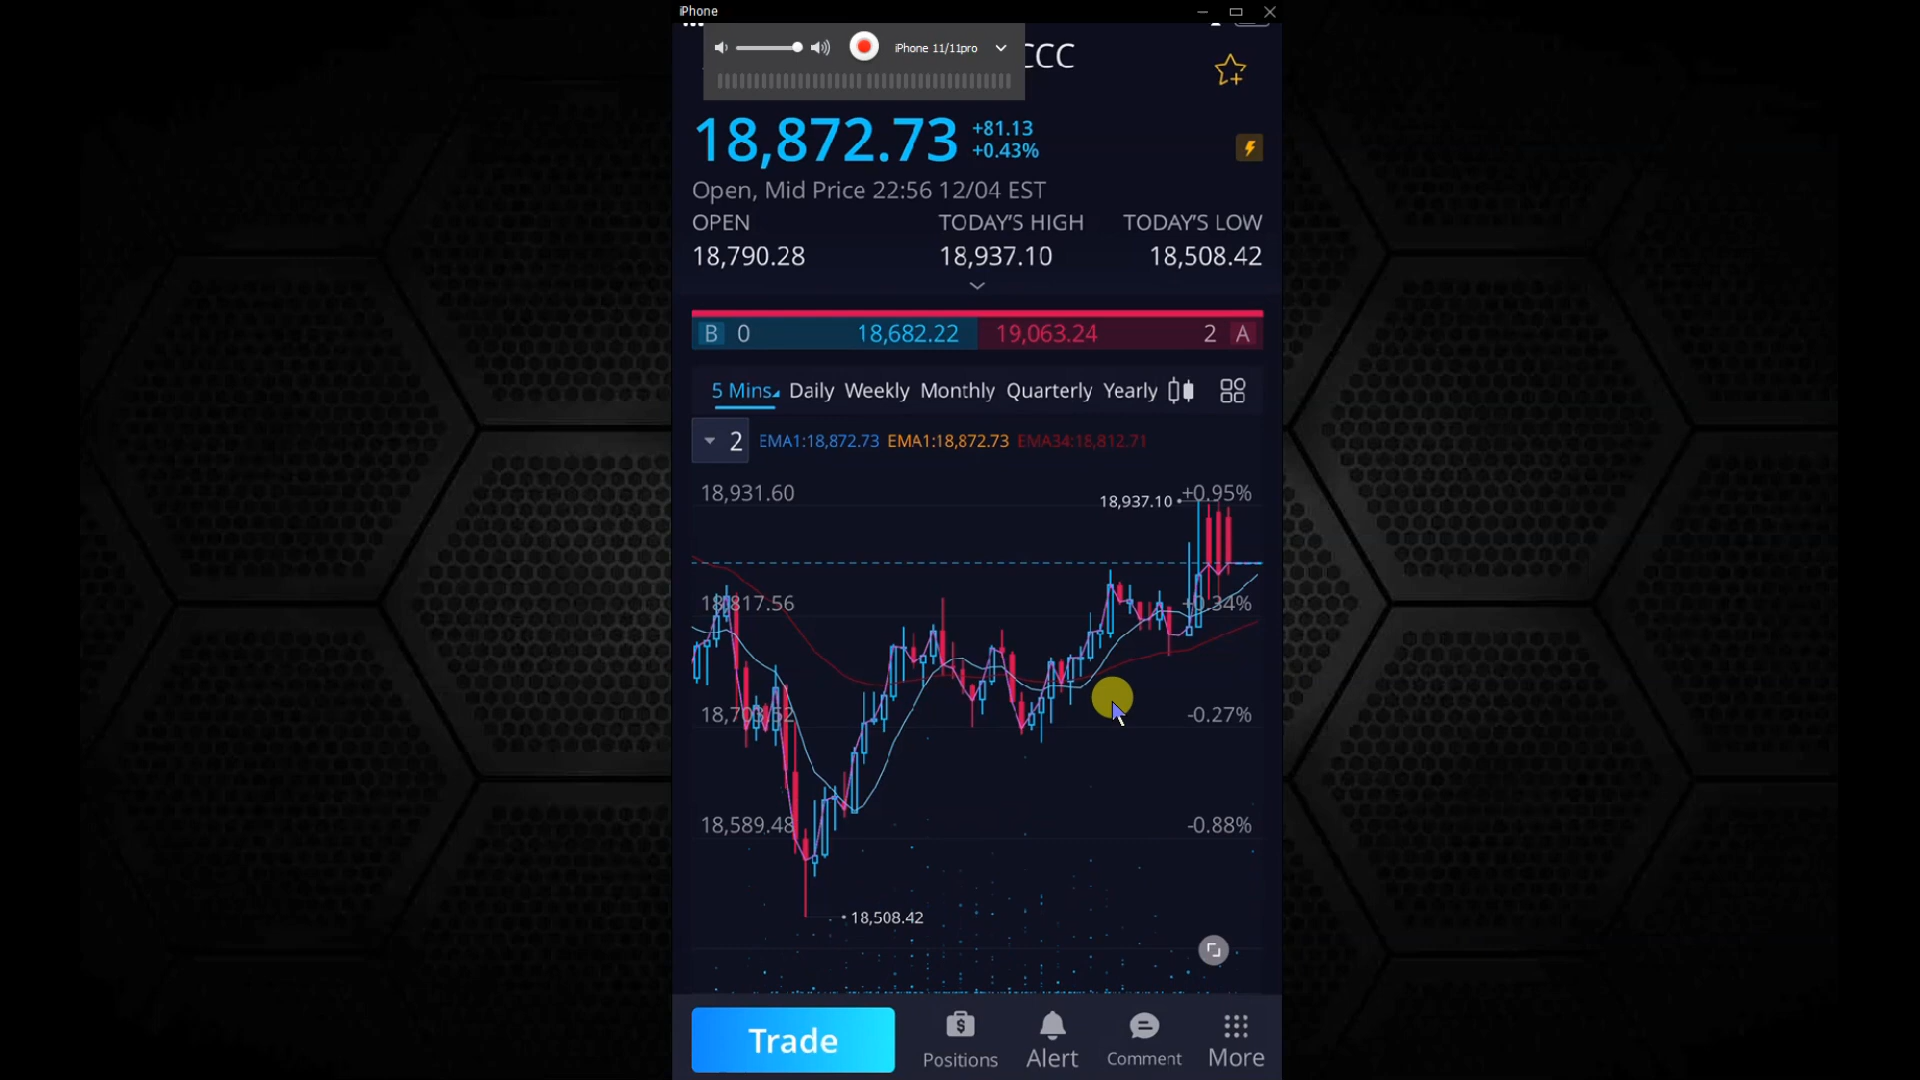 iPhone
iPhone 11/11pro
CCC
18,872.73
+81.13
+0.43%
Open, Mid Price 22:56 12/04 EST
OPEN TODAY'S HIGH TODAY'S LOW
18,790.28 18,937.10 18,508.42
B 0 18,682.22 19,063.24 2 A
5 Mins Daily Weekly Monthly Quarterly Yearly
2 EMA1:18,872.73 EMA1:18,872.73 EMA34:18,812.71
18,931.60 18,937.10 +0.95%
18,817.56 +0.34%
18,703.52 -0.27%
18,589.48 -0.88%
18,508.42
Trade Positions Alert Comment More